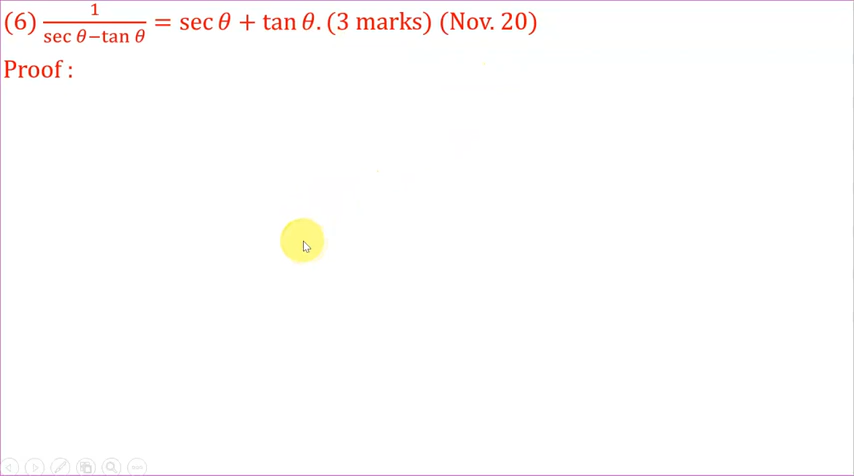 (6) 1/(sec θ−tan θ) = sec θ + tan θ. (3 marks) (Nov. 20)
Proof :